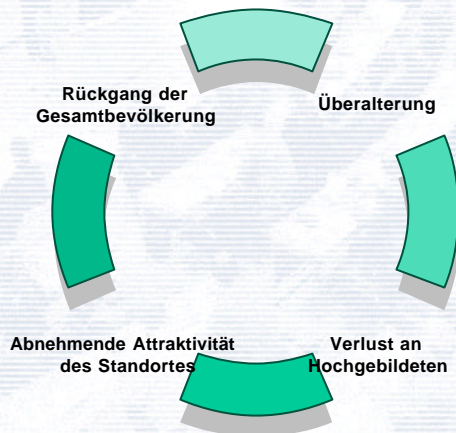 Rückgang der
Gesamtbevölkerung
Überalterung
Abnehmende Attraktivität
des Standortes
Verlust an
Hochgebildeten